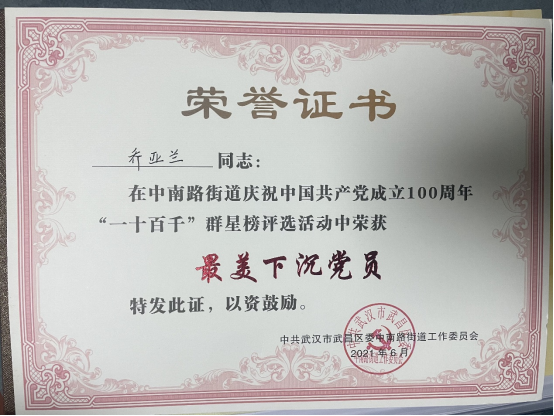 荣誉证书
乔亚兰 同志：
在中南路街道庆祝中国共产党成立100周年
“一十百千”群星榜评选活动中荣获
最美下沉党员
特发此证，以资鼓励。
中共武汉市武昌区委中南路街道工作委员会
2021年6月